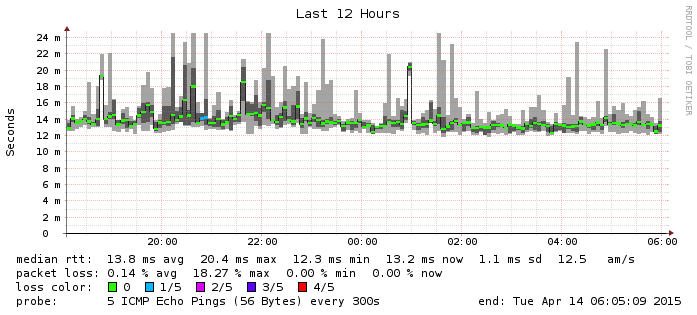 Last 12 Hours
RRDTOOL / TOBI OETIKER
Seconds
24 m
22 m
20 m
18 m
16 m
14 m
12 m
10 m
8 m
6 m
4 m
2 m
0
20:00 22:00 00:00 02:00 04:00 06:00
median rtt: 13.8 ms avg 20.4 ms max 12.3 ms min 13.2 ms now 1.1 ms sd 12.5 am/s
packet loss: 0.14 % avg 18.27 % max 0.00 % min 0.00 % now
loss color: 0 1/5 2/5 3/5 4/5
probe: 5 ICMP Echo Pings (56 Bytes) every 300s end: Tue Apr 14 06:05:09 2015